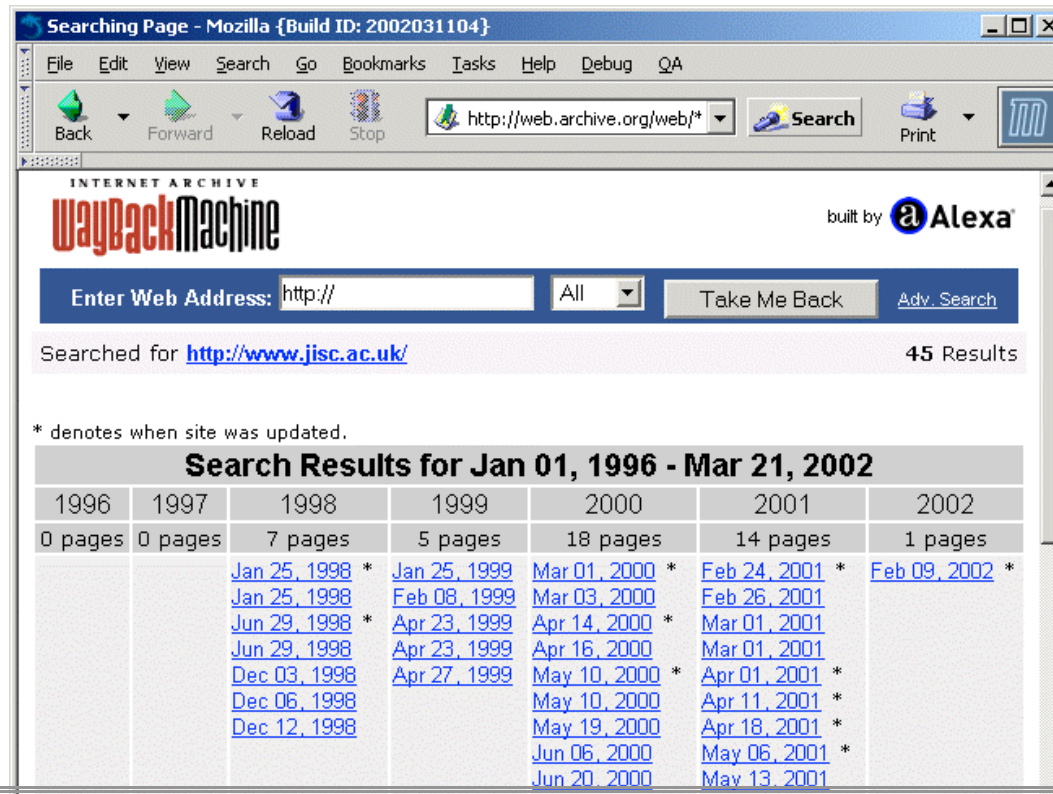 Searching Page - Mozilla {Build ID: 2002031104}
File Edit View Search Go Bookmarks Tasks Help Debug QA
Back Forward Reload Stop http://web.archive.org/web/* Search Print
INTERNET ARCHIVE
WayBackMachine
built by Alexa
Enter Web Address: http:// All Take Me Back Adv. Search
Searched for http://www.jisc.ac.uk/ 45 Results
* denotes when site was updated.
Search Results for Jan 01, 1996 - Mar 21, 2002
1996 1997 1998 1999 2000 2001 2002
0 pages 0 pages 7 pages 5 pages 18 pages 14 pages 1 pages
Jan 25, 1998 * Jan 25, 1999 Mar 01, 2000 * Feb 24, 2001 * Feb 09, 2002 *
Jan 25, 1998 Feb 08, 1999 Mar 03, 2000 Feb 26, 2001
Jun 29, 1998 * Apr 23, 1999 Apr 14, 2000 * Mar 01, 2001
Jun 29, 1998 Apr 23, 1999 Apr 16, 2000 Mar 01, 2001
Dec 03, 1998 Apr 27, 1999 May 10, 2000 * Apr 01, 2001 *
Dec 06, 1998 May 10, 2000 Apr 11, 2001 *
Dec 12, 1998 May 19, 2000 Apr 18, 2001 *
Jun 06, 2000 May 06, 2001 *
Jun 20, 2000 May 13, 2001